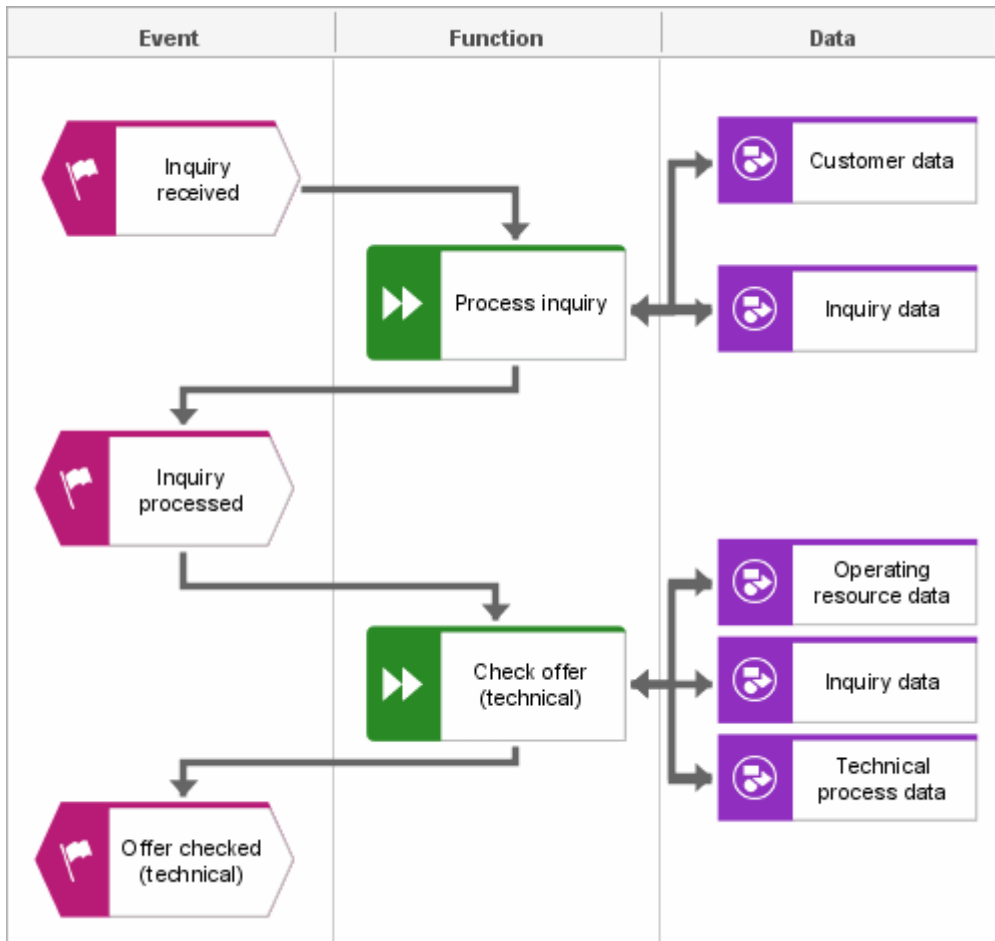 Event
Function
Data
Inquiry
received
Customer data
Process inquiry
Inquiry data
Inquiry
processed
Operating
resource data
Check offer
(technical)
Inquiry data
Technical
process data
Offer checked
(technical)